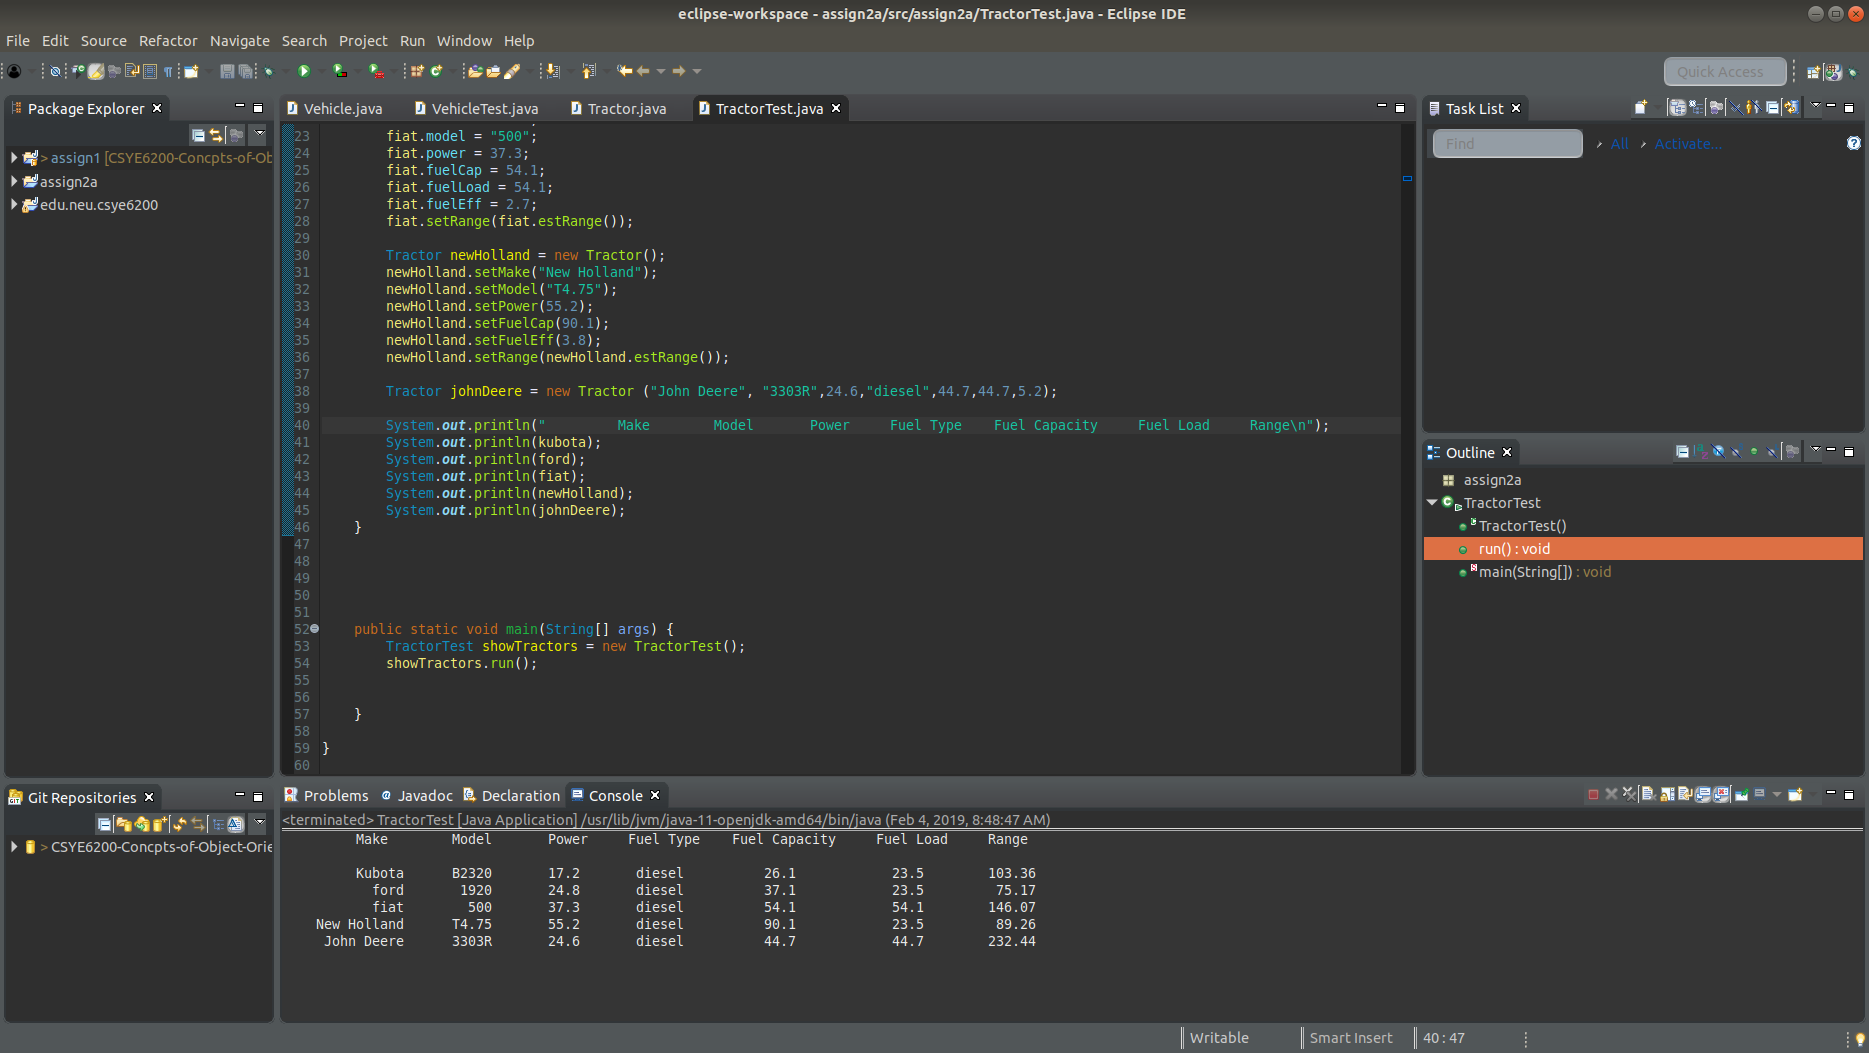 eclipse-workspace - assign2a/src/assign2a/TractorTest.java - Eclipse IDE
File Edit Source Refactor Navigate Search Project Run Window Help
Quick Access
Package Explorer
> assign1 [CSYE6200-Concpts-of-Ob
assign2a
edu.neu.csye6200
Vehicle.java VehicleTest.java Tractor.java TractorTest.java
23 fiat.model = "500";
24 fiat.power = 37.3;
25 fiat.fuelCap = 54.1;
26 fiat.fuelLoad = 54.1;
27 fiat.fuelEff = 2.7;
28 fiat.setRange(fiat.estRange());
29
30 Tractor newHolland = new Tractor();
31 newHolland.setMake("New Holland");
32 newHolland.setModel("T4.75");
33 newHolland.setPower(55.2);
34 newHolland.setFuelCap(90.1);
35 newHolland.setFuelEff(3.8);
36 newHolland.setRange(newHolland.estRange());
37
38 Tractor johnDeere = new Tractor ("John Deere", "3303R",24.6,"diesel",44.7,44.7,5.2);
39
40 System.out.println("         Make        Model       Power     Fuel Type    Fuel Capacity     Fuel Load     Range\n");
41 System.out.println(kubota);
42 System.out.println(ford);
43 System.out.println(fiat);
44 System.out.println(newHolland);
45 System.out.println(johnDeere);
46 }
47
48
49
50
51
52 public static void main(String[] args) {
53 TractorTest showTractors = new TractorTest();
54 showTractors.run();
55
56
57 }
58
59 }
60
Task List
Find All Activate...
Outline
assign2a
TractorTest
TractorTest()
run() : void
main(String[]) : void
Git Repositories
> CSYE6200-Concpts-of-Object-Orie
Problems Javadoc Declaration Console
<terminated> TractorTest [Java Application] /usr/lib/jvm/java-11-openjdk-amd64/bin/java (Feb 4, 2019, 8:48:47 AM)
Make Model Power Fuel Type Fuel Capacity Fuel Load Range
Kubota B2320 17.2 diesel 26.1 23.5 103.36
ford 1920 24.8 diesel 37.1 23.5 75.17
fiat 500 37.3 diesel 54.1 54.1 146.07
New Holland T4.75 55.2 diesel 90.1 23.5 89.26
John Deere 3303R 24.6 diesel 44.7 44.7 232.44
Writable Smart Insert 40 : 47